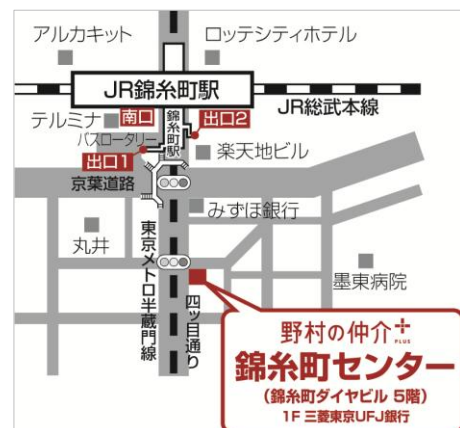 アルカキット
ロッテシティホテル
JR錦糸町駅
JR総武本線
テルミナ
南口
錦糸町駅
出口2
バスロータリー
出口1
楽天地ビル
京葉道路
みずほ銀行
丸井
東京メトロ半蔵門線
四ッ目通り
墨東病院
野村の仲介+
PLUS
錦糸町センター
(錦糸町ダイヤビル 5階)
1F 三菱東京UFJ銀行